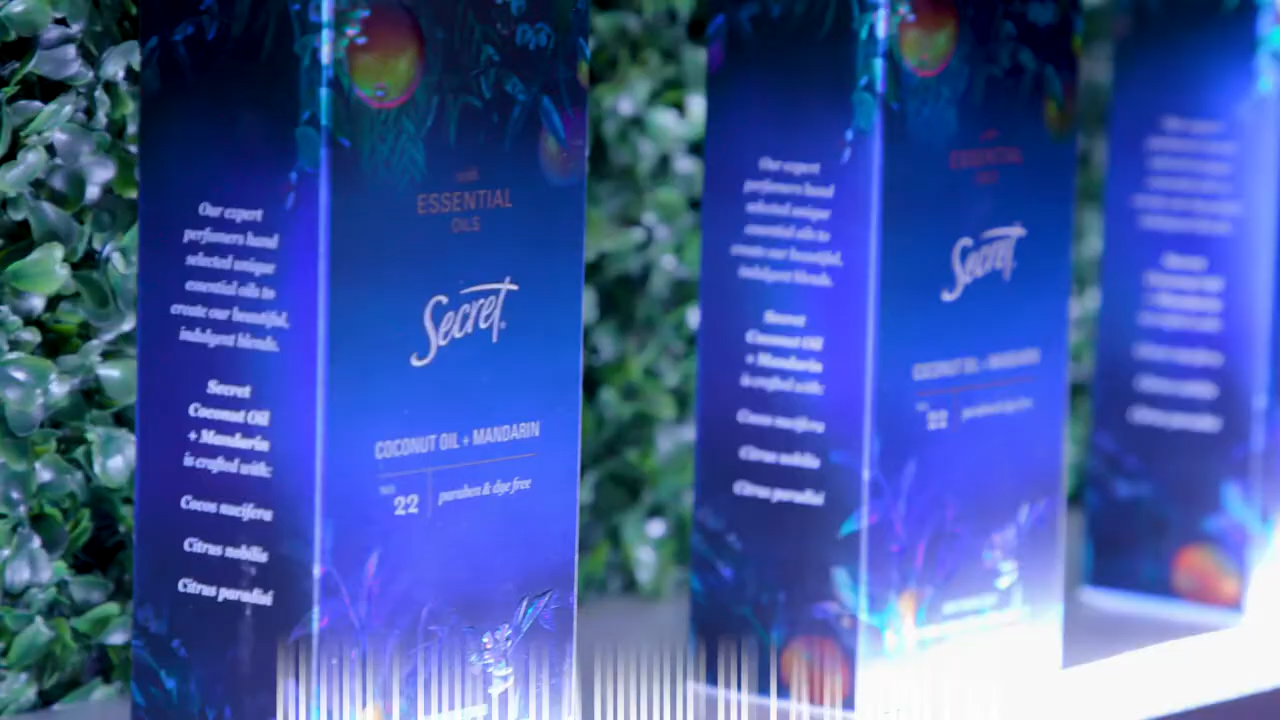 Our expert
perfumers hand
selected unique
essential oils to
create our beautiful,
indulgent blends.
Secret
Coconut Oil
+ Mandarin
is crafted with:
Cocos nucifera
Citrus nobilis
Citrus paradisi
with
ESSENTIAL
OILS
Secret
COCONUT OIL + MANDARIN
NO
22
paraben & dye free
Our expert
perfumers hand
selected unique
essential oils to
create our beautiful,
indulgent blends.
Secret
Coconut Oil
+ Mandarin
is crafted with:
Cocos nucifera
Citrus nobilis
Citrus paradisi
ESSENTIAL
OILS
Secret
COCONUT OIL + MANDARIN
22
paraben & dye free